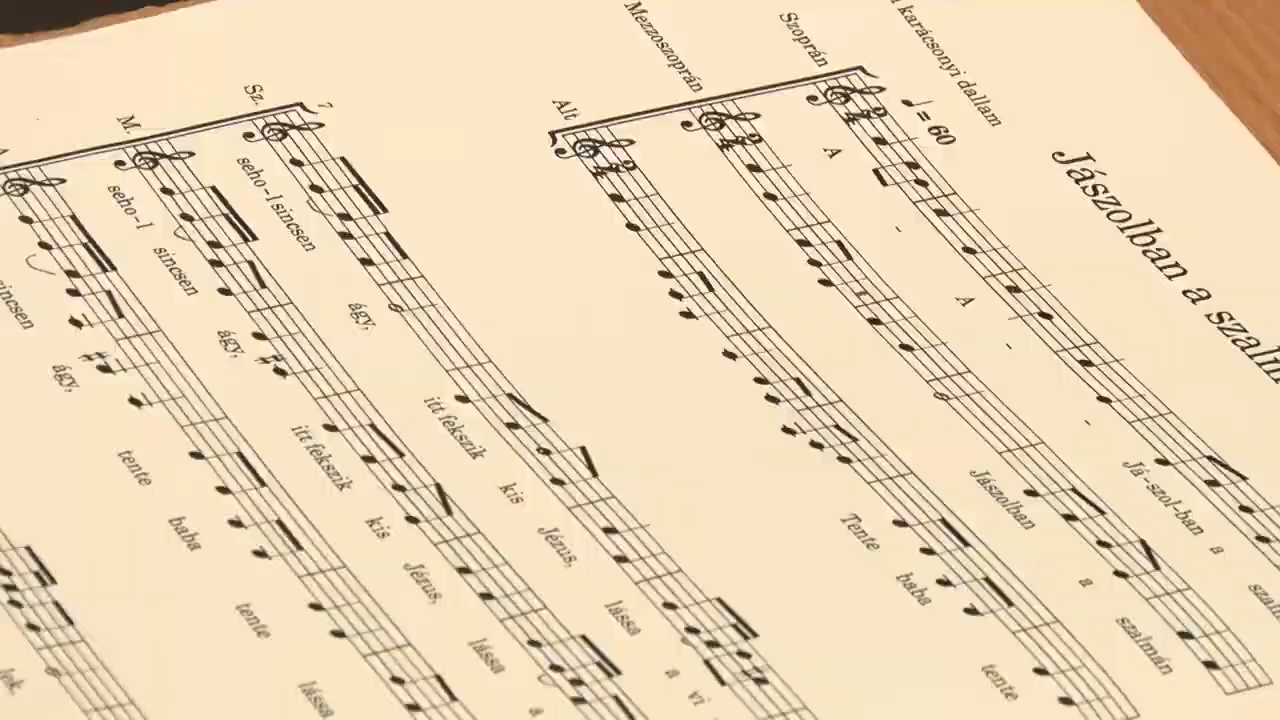 Jászolban a
karácsonyi dallam
♩ = 60
Szoprán
A - A - -
Já-szol-ban a
Mezzoszoprán
Jászolban a szalmán
Alt
Tente baba tente
7
Sz.
seho-l sincsen ágy, itt fekszik kis Jézus, lássa a vi
M.
seho-l sincsen ágy, itt fekszik kis Jézus, lássa a
sincsen ágy, tente baba tente lássa